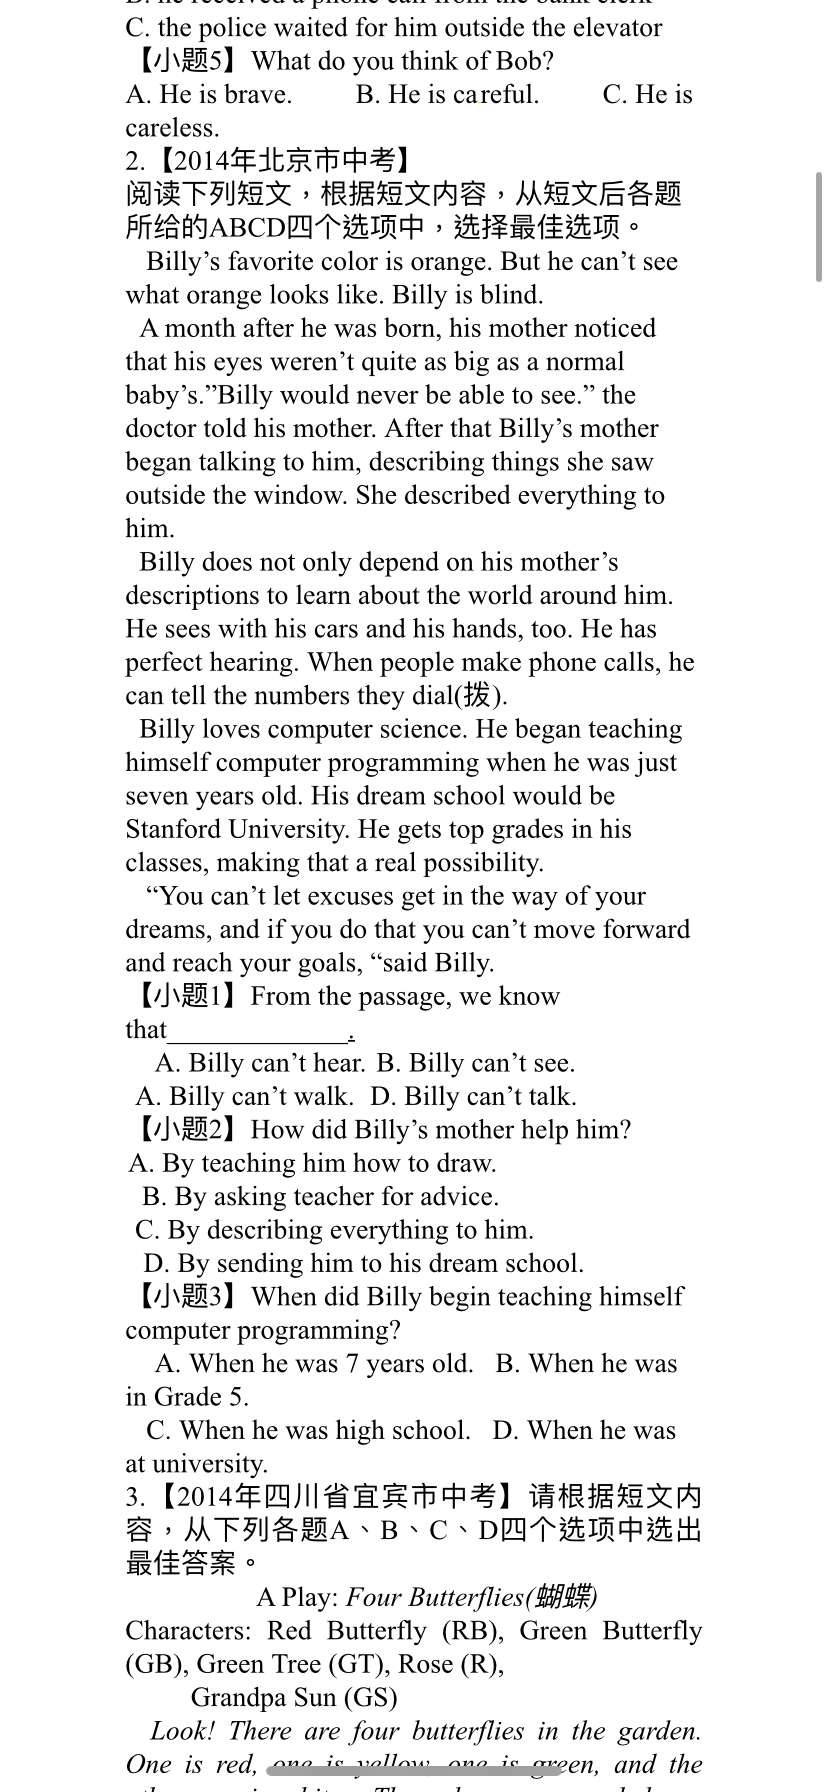 C. the police waited for him outside the elevator
【小题5】What do you think of Bob?
A. He is brave. B. He is careful. C. He is
careless.
2.【2014年北京市中考】
阅读下列短文，根据短文内容，从短文后各题
所给的ABCD四个选项中，选择最佳选项。
Billy’s favorite color is orange. But he can’t see
what orange looks like. Billy is blind.
A month after he was born, his mother noticed
that his eyes weren’t quite as big as a normal
baby’s.”Billy would never be able to see.” the
doctor told his mother. After that Billy’s mother
began talking to him, describing things she saw
outside the window. She described everything to
him.
Billy does not only depend on his mother’s
descriptions to learn about the world around him.
He sees with his cars and his hands, too. He has
perfect hearing. When people make phone calls, he
can tell the numbers they dial(拨).
Billy loves computer science. He began teaching
himself computer programming when he was just
seven years old. His dream school would be
Stanford University. He gets top grades in his
classes, making that a real possibility.
“You can’t let excuses get in the way of your
dreams, and if you do that you can’t move forward
and reach your goals, “said Billy.
【小题1】From the passage, we know
that_____________.
A. Billy can’t hear. B. Billy can’t see.
A. Billy can’t walk. D. Billy can’t talk.
【小题2】How did Billy’s mother help him?
A. By teaching him how to draw.
B. By asking teacher for advice.
C. By describing everything to him.
D. By sending him to his dream school.
【小题3】When did Billy begin teaching himself
computer programming?
A. When he was 7 years old. B. When he was
in Grade 5.
C. When he was high school. D. When he was
at university.
3.【2014年四川省宜宾市中考】请根据短文内
容，从下列各题A、B、C、D四个选项中选出
最佳答案。
A Play: Four Butterflies(蝴蝶)
Characters: Red Butterfly (RB), Green Butterfly
(GB), Green Tree (GT), Rose (R),
Grandpa Sun (GS)
Look! There are four butterflies in the garden.
One is red, one is yellow, one is green, and the